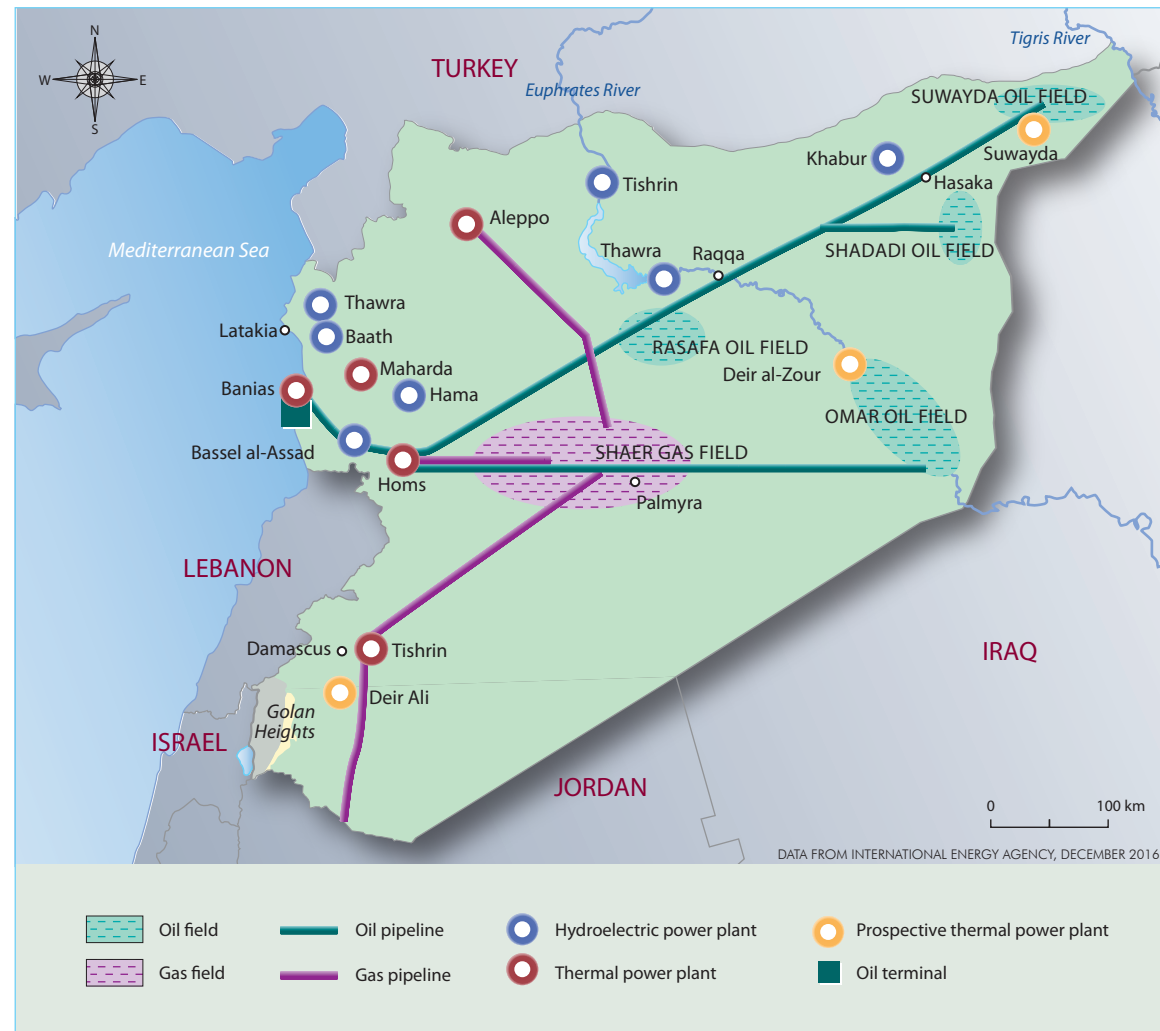 N
W
E
S
TURKEY
Tigris River
Euphrates River
SUWAYDA OIL FIELD
Suwayda
Khabur
Hasaka
Tishrin
Aleppo
Mediterranean Sea
SHADADI OIL FIELD
Thawra
Raqqa
Thawra
Latakia
Baath
RASAFA OIL FIELD
Maharda
Deir al-Zour
Banias
Hama
OMAR OIL FIELD
Bassel al-Assad
SHAER GAS FIELD
Homs
Palmyra
LEBANON
Damascus
Tishrin
IRAQ
Deir Ali
Golan
Heights
ISRAEL
JORDAN
0
100 km
DATA FROM INTERNATIONAL ENERGY AGENCY, DECEMBER 2016
Oil field
Oil pipeline
Hydroelectric power plant
Prospective thermal power plant
Gas field
Gas pipeline
Thermal power plant
Oil terminal